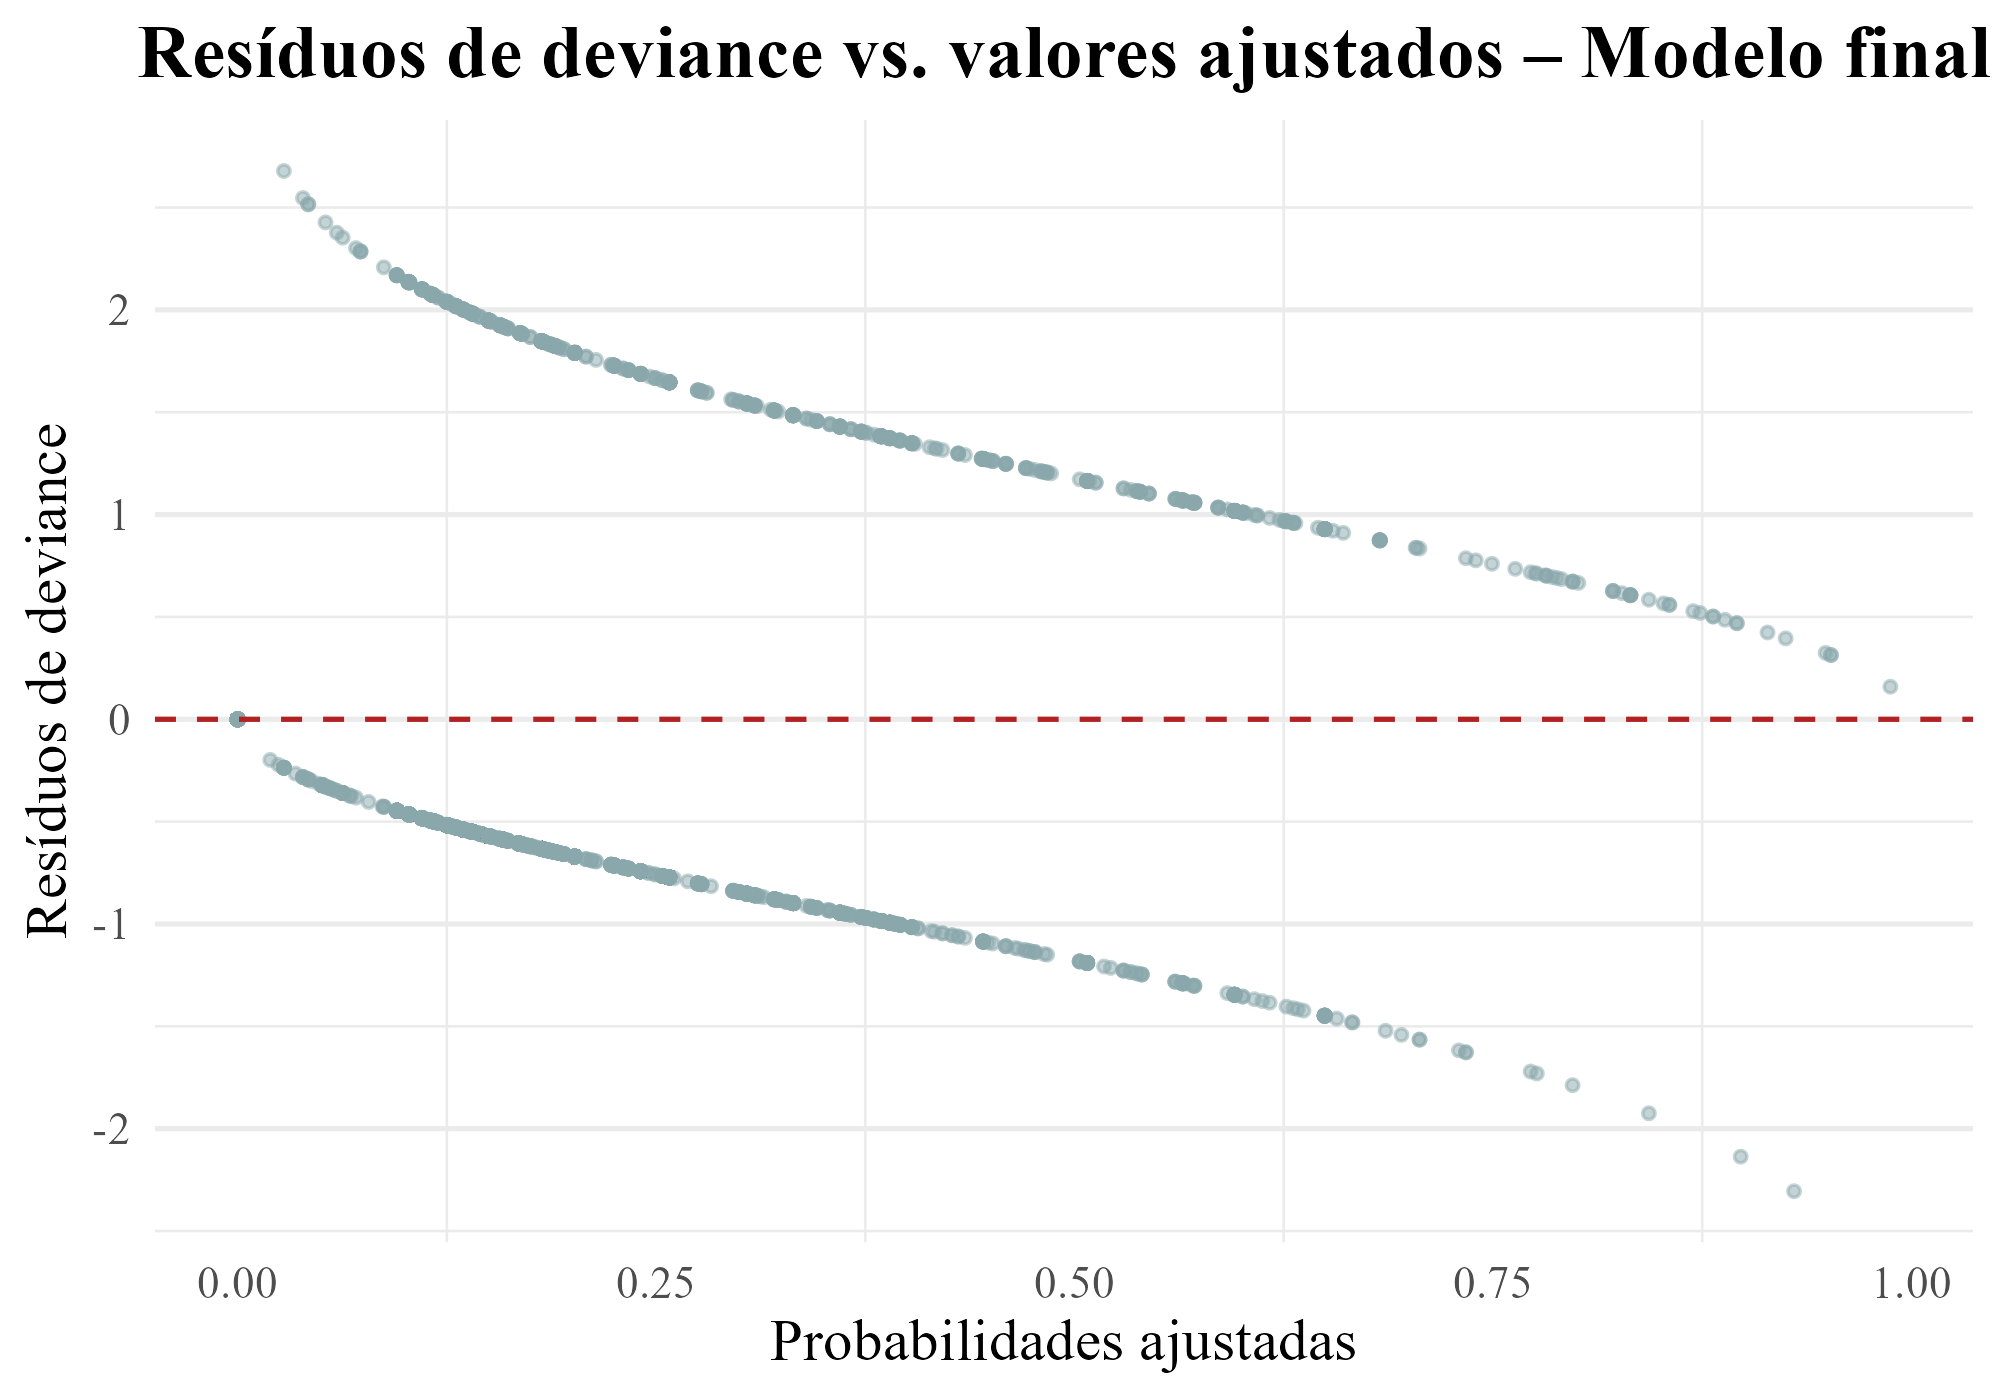 Resíduos de deviance vs. valores ajustados – Modelo final
Resíduos de deviance
2
1
0
-1
-2
0.00 0.25 0.50 0.75 1.00
Probabilidades ajustadas